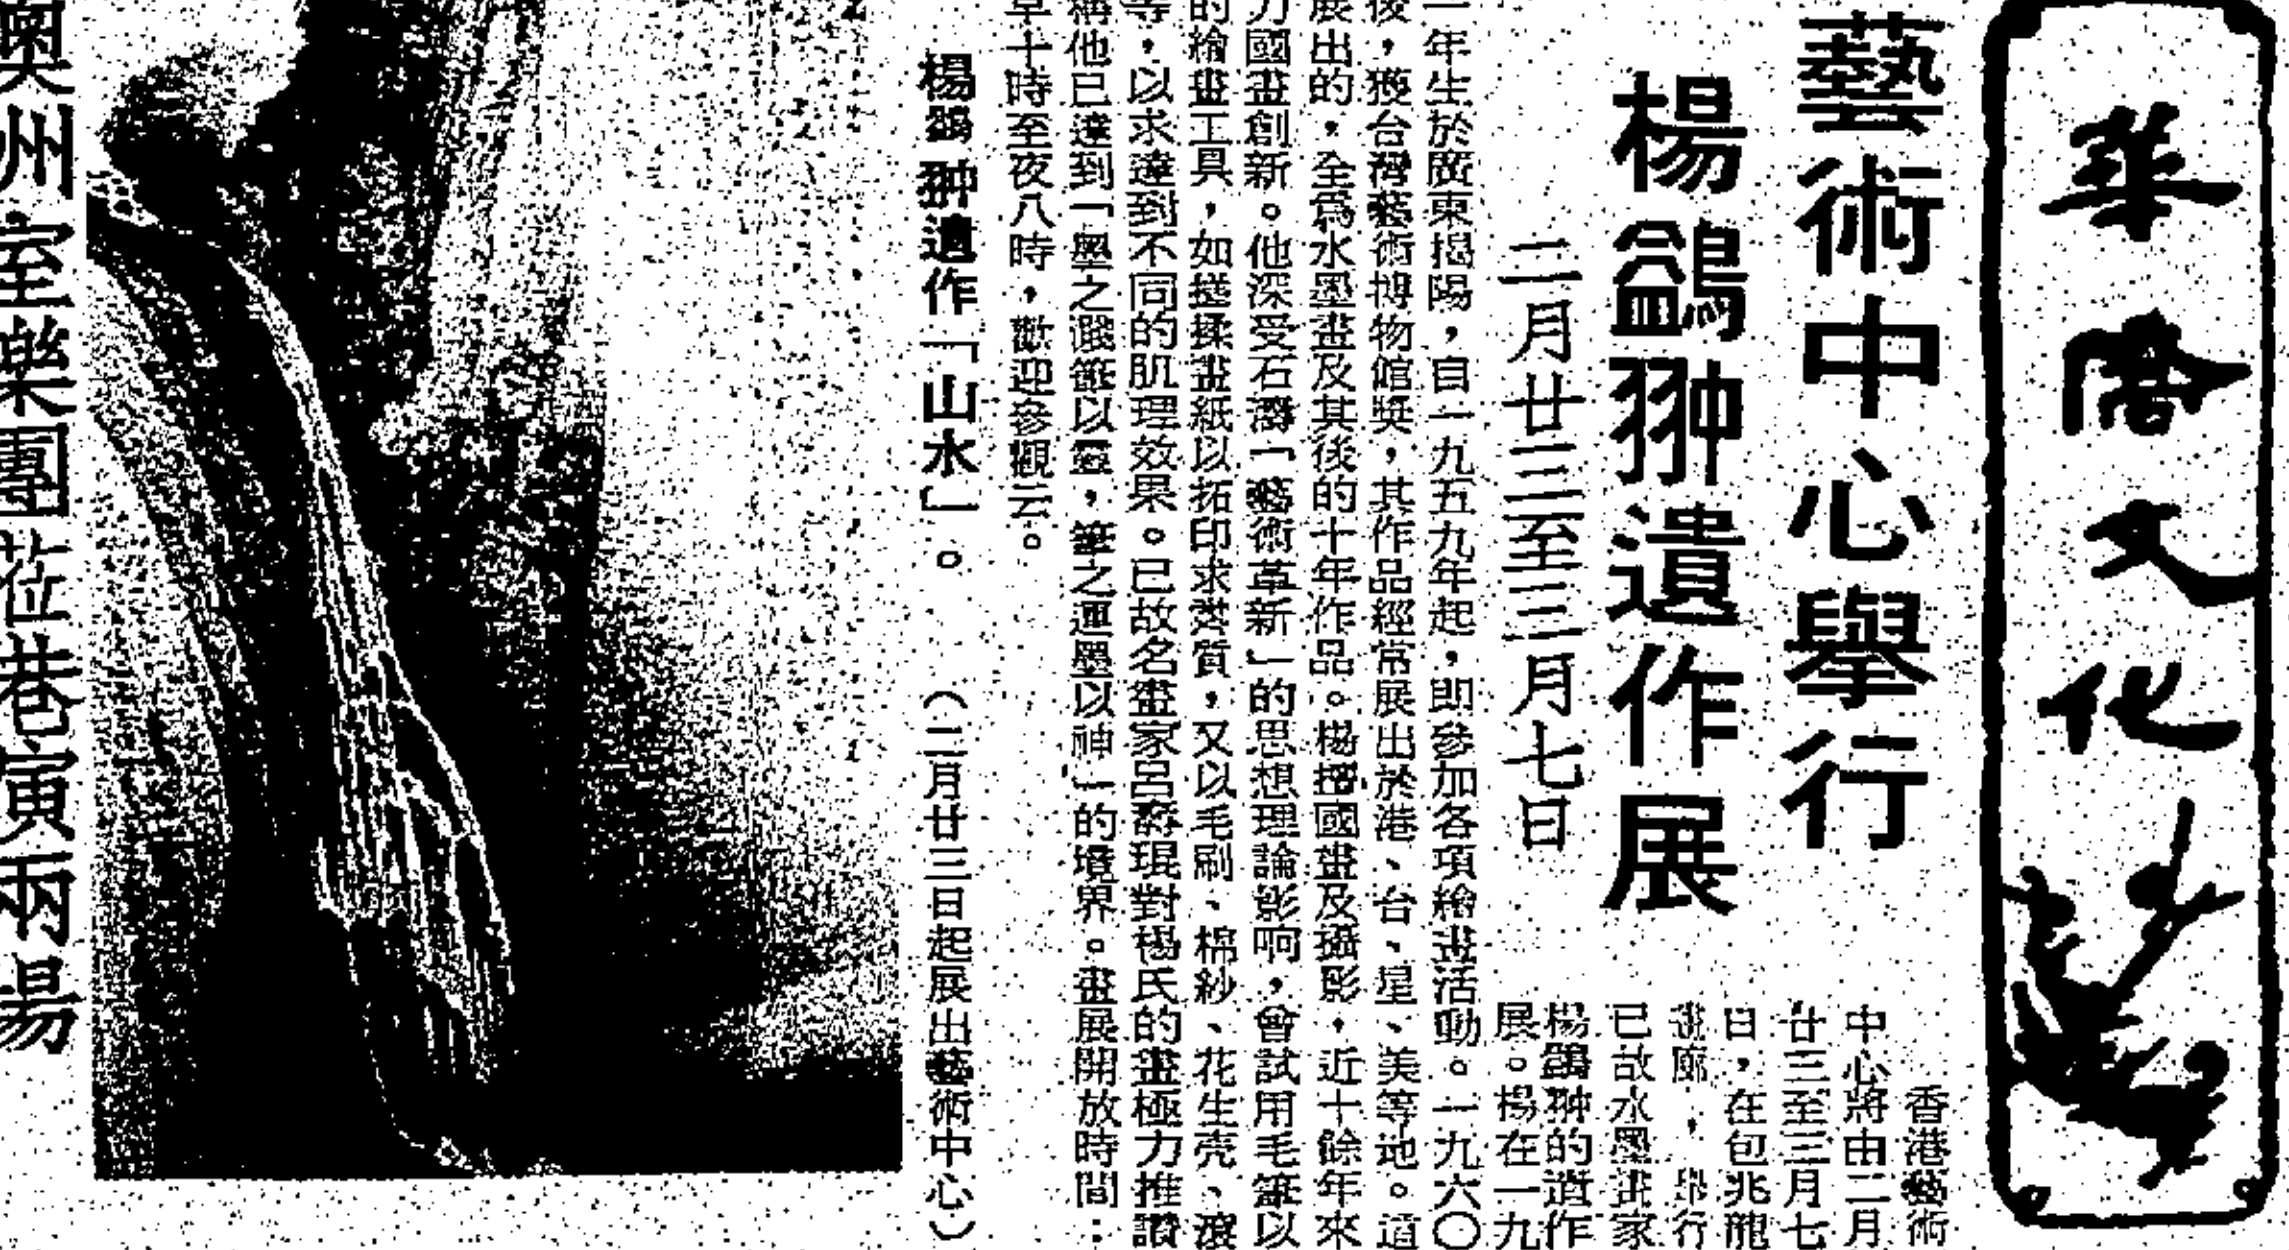 華僑文化沙龍
藝術中心舉行
楊鷁翀遺作展
二月廿三至三月七日
香港藝術
中心將由二月
廿三至三月七
日，在包兆龍
畫廊，舉行
已故水墨畫家
楊鷁翀的遺作
展。楊在一九
一年生於廣東揭陽，自一九五九年起，即參加各項繪畫活動。一九六〇
後，獲台灣藝術博物館獎，其作品經常展出於港、台、星、美等地。這
展出的，全爲水墨畫及其後的十年作品。楊擅國畫及攝影，近十餘年來
力國畫創新。他深受石濤「藝術革新」的思想理論影响，曾試用毛筆以
的繪畫工具，如搓揉畫紙以拓印求媒質，又以毛刷、棉紗、花生壳、滾
等，以求達到不同的肌理效果。已故名畫家呂壽琨對楊氏的畫極力推讚
稱他已達到「墨之濺筆以靈，筆之運墨以神」的境界。畫展開放時間：
早十時至夜八時，歡迎參觀云。
楊鷁翀遺作「山水」。　（二月廿三日起展出藝術中心）
澳州室樂團蒞港演兩場